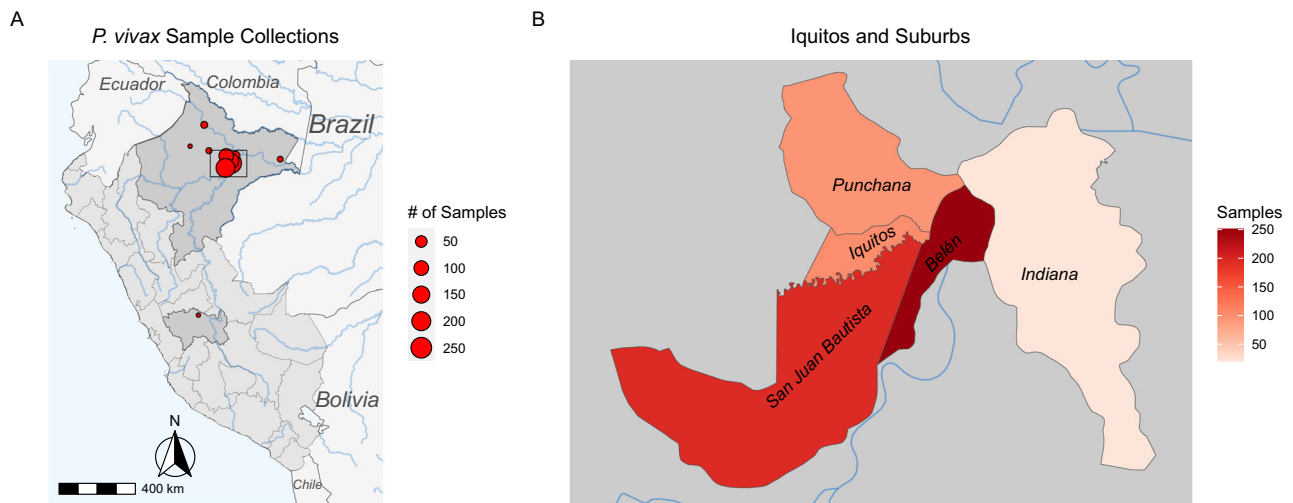 A
P. vivax Sample Collections
Ecuador
Colombia
Brazil
Bolivia
Chile
N
400 km
# of Samples
50
100
150
200
250
B
Iquitos and Suburbs
Punchana
Iquitos
Belén
Indiana
San Juan Bautista
Samples
250
200
150
100
50